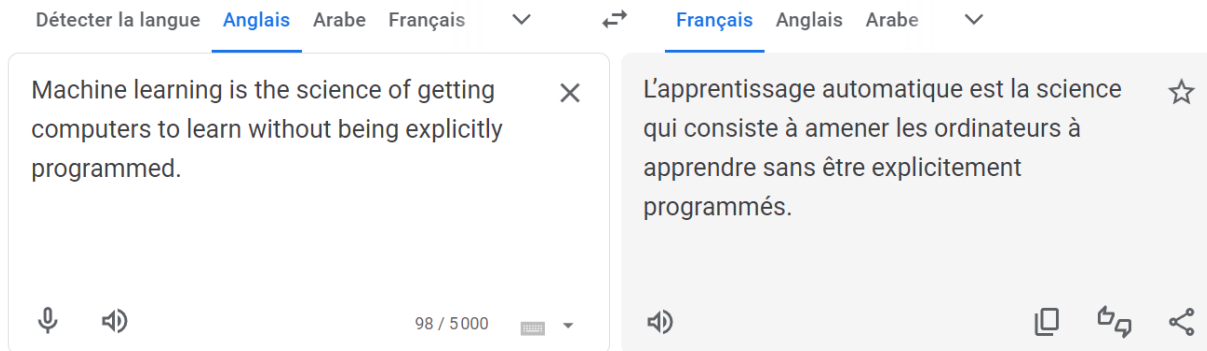 Détecter la langue Anglais Arabe Français
Français Anglais Arabe
Machine learning is the science of getting
computers to learn without being explicitly
programmed.
98 / 5000
L’apprentissage automatique est la science
qui consiste à amener les ordinateurs à
apprendre sans être explicitement
programmés.